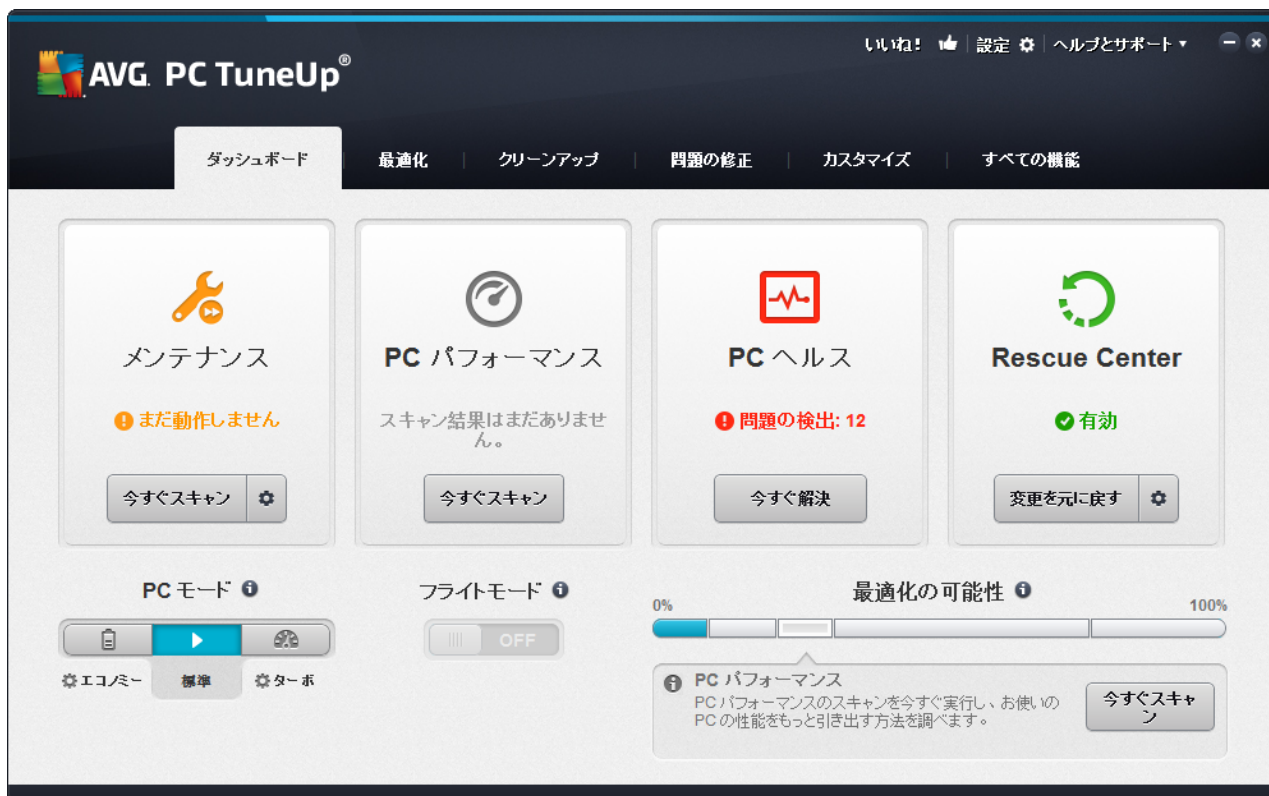 いいね! 設定 ヘルプとサポート
AVG. PC TuneUp®
ダッシュボード 最適化 クリーンアップ 問題の修正 カスタマイズ すべての機能
メンテナンス
まだ動作しません
今すぐスキャン
PC パフォーマンス
スキャン結果はまだありませ
ん。
今すぐスキャン
PC ヘルス
問題の検出: 12
今すぐ解決
Rescue Center
有効
変更を元に戻す
PC モード
エコノミー 標準 ターボ
フライトモード
OFF
最適化の可能性
0% 100%
PC パフォーマンス
PC パフォーマンスのスキャンを今すぐ実行し、お使いの
PC の性能をもっと引き出す方法を調べます。
今すぐスキャ
ン